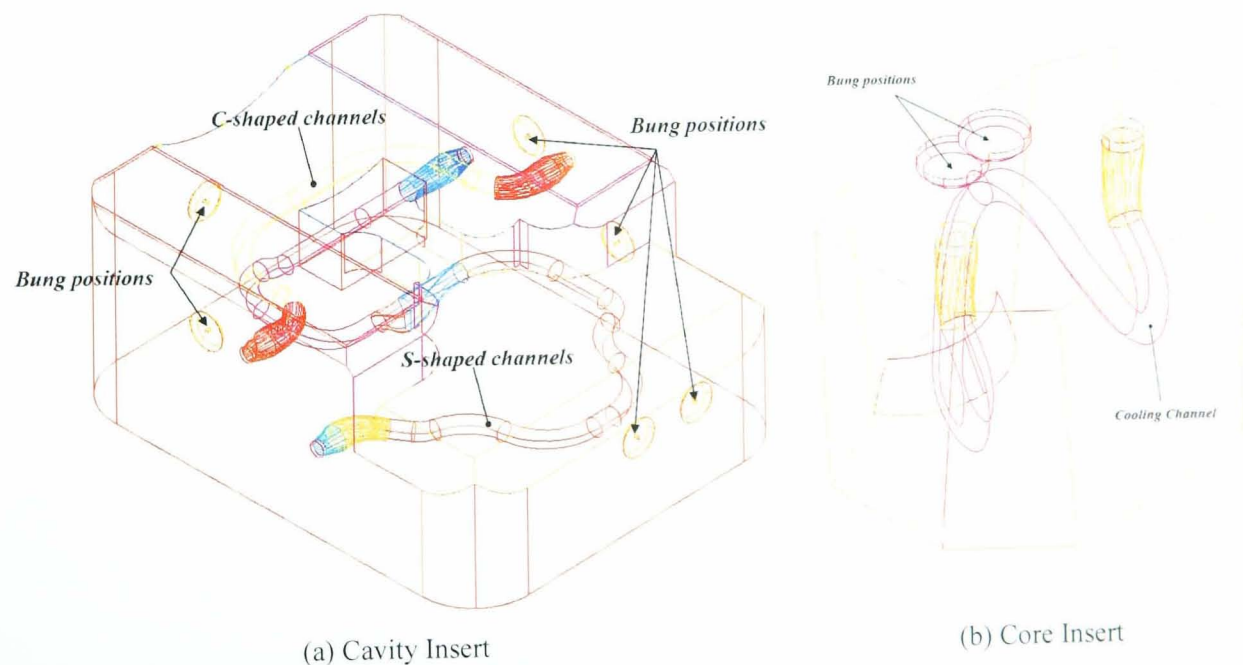 C-shaped channels
Bung positions
Bung positions
S-shaped channels
(a) Cavity Insert
Bung positions
Cooling Channel
(b) Core Insert